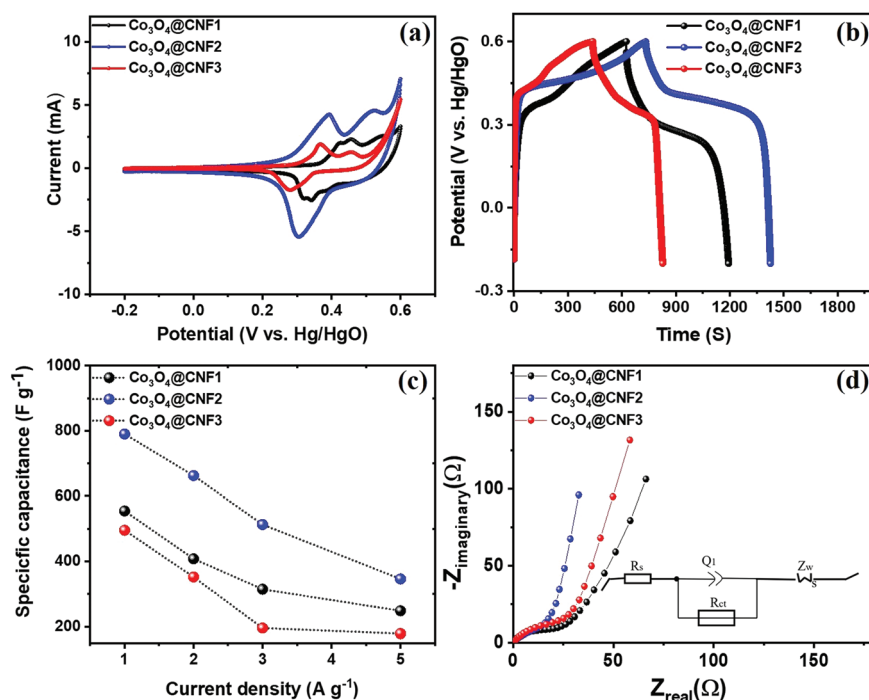 Co₃O₄@CNF1
Co₃O₄@CNF2
Co₃O₄@CNF3
(a)
10
5
0
-5
-10
Current (mA)
-0.2 0.0 0.2 0.4 0.6
Potential (V vs. Hg/HgO)
(b)
Co₃O₄@CNF1
Co₃O₄@CNF2
Co₃O₄@CNF3
0.6
0.3
0.0
-0.3
Potential (V vs. Hg/HgO)
0 300 600 900 1200 1500 1800
Time (S)
(c)
Co₃O₄@CNF1
Co₃O₄@CNF2
Co₃O₄@CNF3
1000
800
600
400
200
Specicfic capacitance (F g⁻¹)
1 2 3 4 5
Current density (A g⁻¹)
(d)
Co₃O₄@CNF1
Co₃O₄@CNF2
Co₃O₄@CNF3
150
100
50
0
-Zimaginary(Ω)
Rs
Q1
Rct
Zw
s
0 50 100 150
Zreal(Ω)